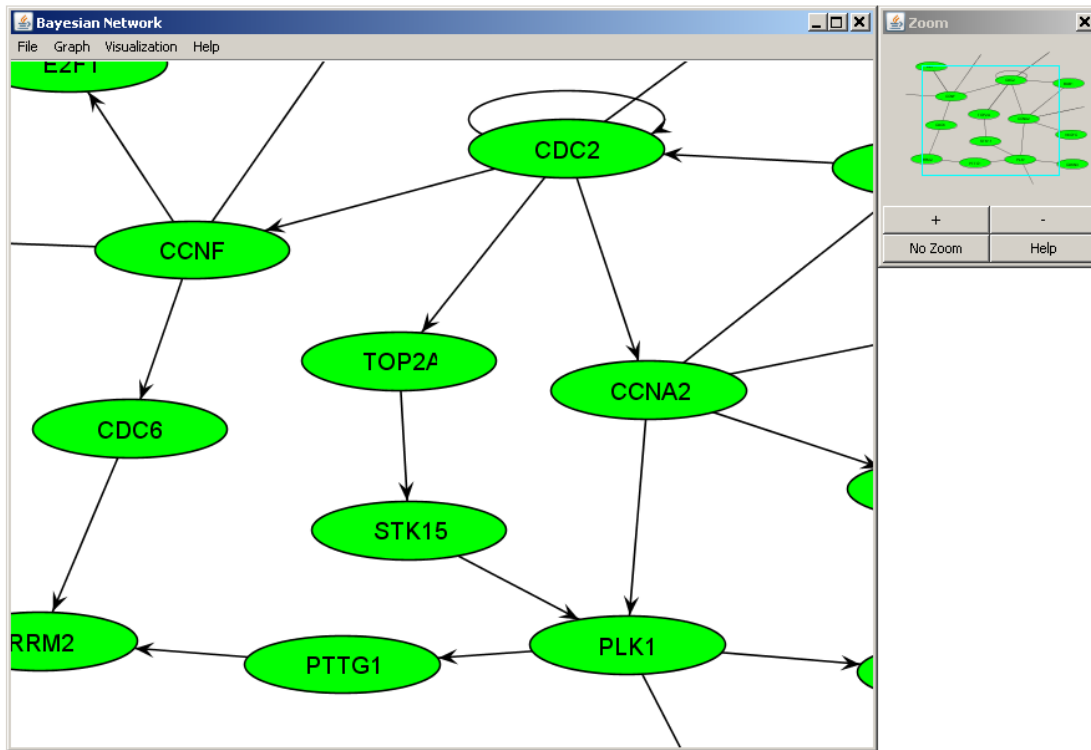 Bayesian Network
File Graph Visualization Help
E2F1
CDC2
CCNF
TOP2A
CCNA2
CDC6
STK15
RRM2
PTTG1
PLK1
Zoom
+ -
No Zoom Help